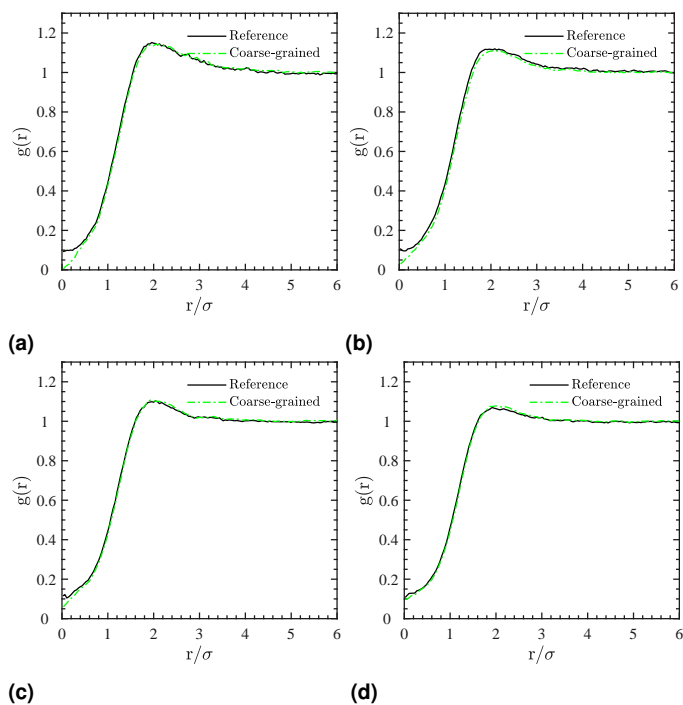 Reference
Coarse-grained
g(r)
1.2
1
0.8
0.6
0.4
0.2
0
0 1 2 3 4 5 6
r/σ
(a)
Reference
Coarse-grained
g(r)
1.2
1
0.8
0.6
0.4
0.2
0
0 1 2 3 4 5 6
r/σ
(b)
Reference
Coarse-grained
g(r)
1.2
1
0.8
0.6
0.4
0.2
0
0 1 2 3 4 5 6
r/σ
(c)
Reference
Coarse-grained
g(r)
1.2
1
0.8
0.6
0.4
0.2
0
0 1 2 3 4 5 6
r/σ
(d)